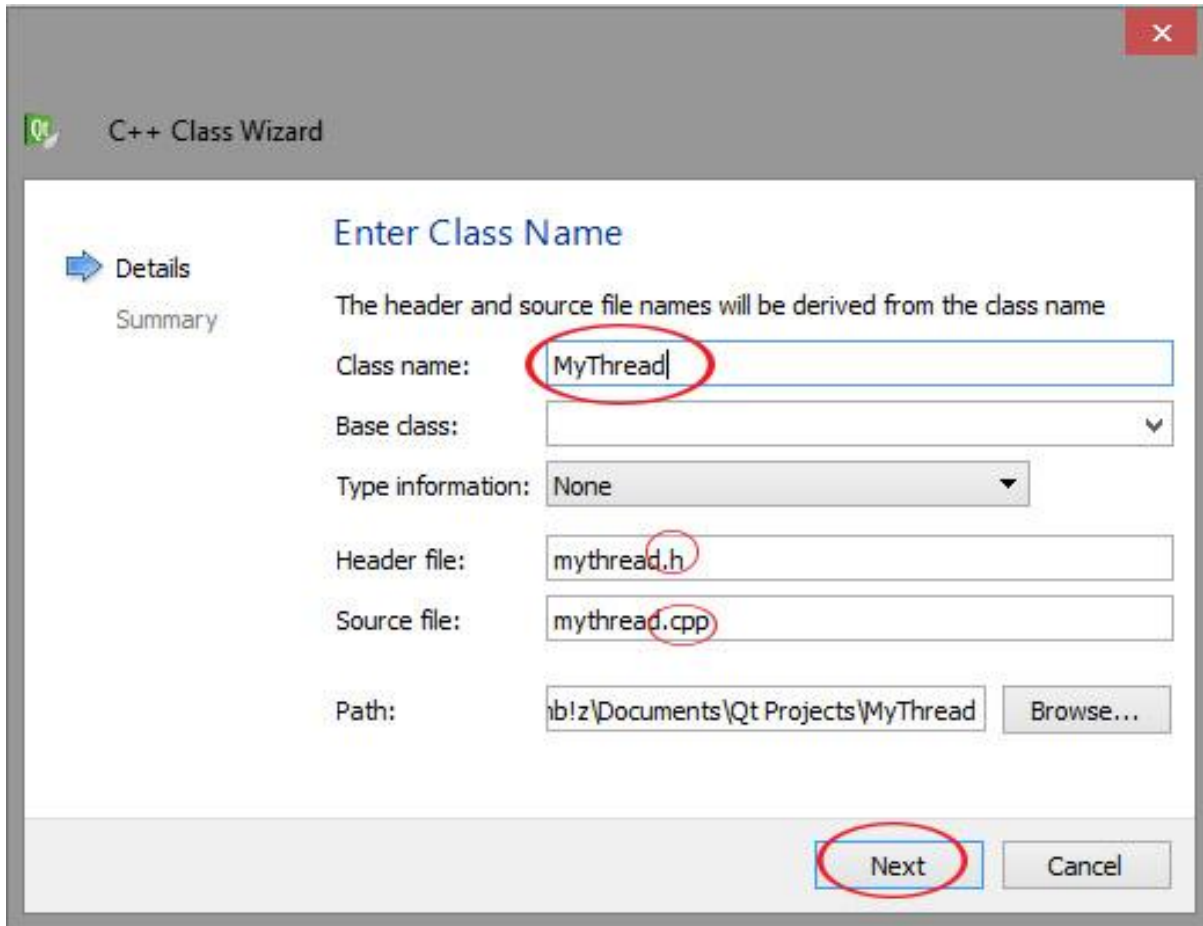 Qt
C++ Class Wizard
Enter Class Name
Details
Summary
The header and source file names will be derived from the class name
Class name: MyThread
Base class:
Type information: None
Header file: mythread.h
Source file: mythread.cpp
Path: b!z\Documents\Qt Projects\MyThread Browse...
Next Cancel